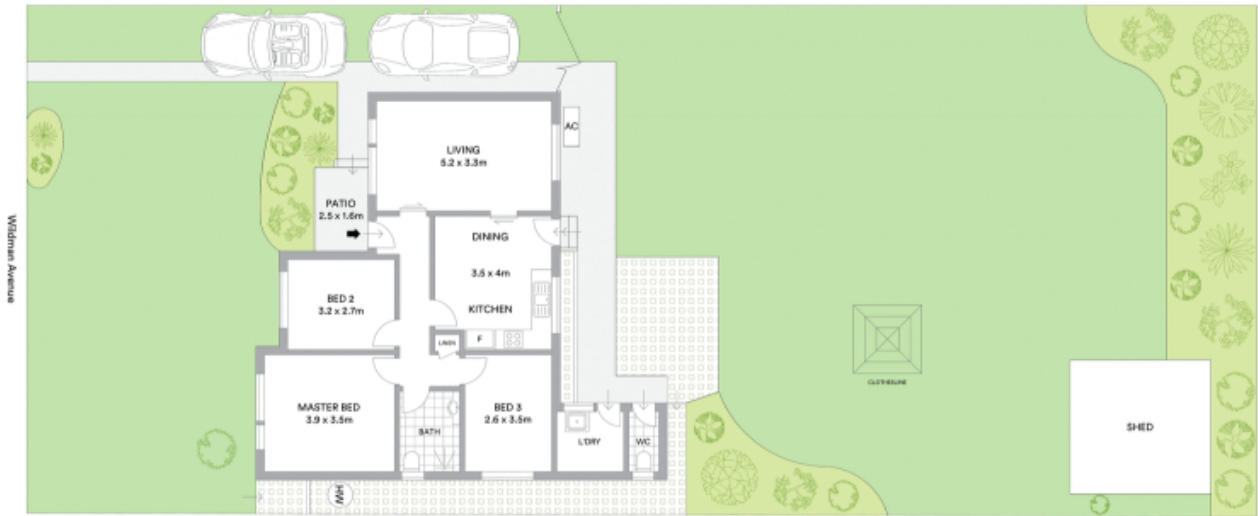 Wildman Avenue
AC
LIVING
5.2 x 3.3m
PATIO
2.5 x 1.6m
DINING
3.5 x 4m
KITCHEN
BED 2
3.2 x 2.7m
F
LINEN
MASTER BED
3.9 x 3.5m
BED 3
2.6 x 3.5m
BATH
L'DRY
WC
HW
CLOTHESLINE
SHED